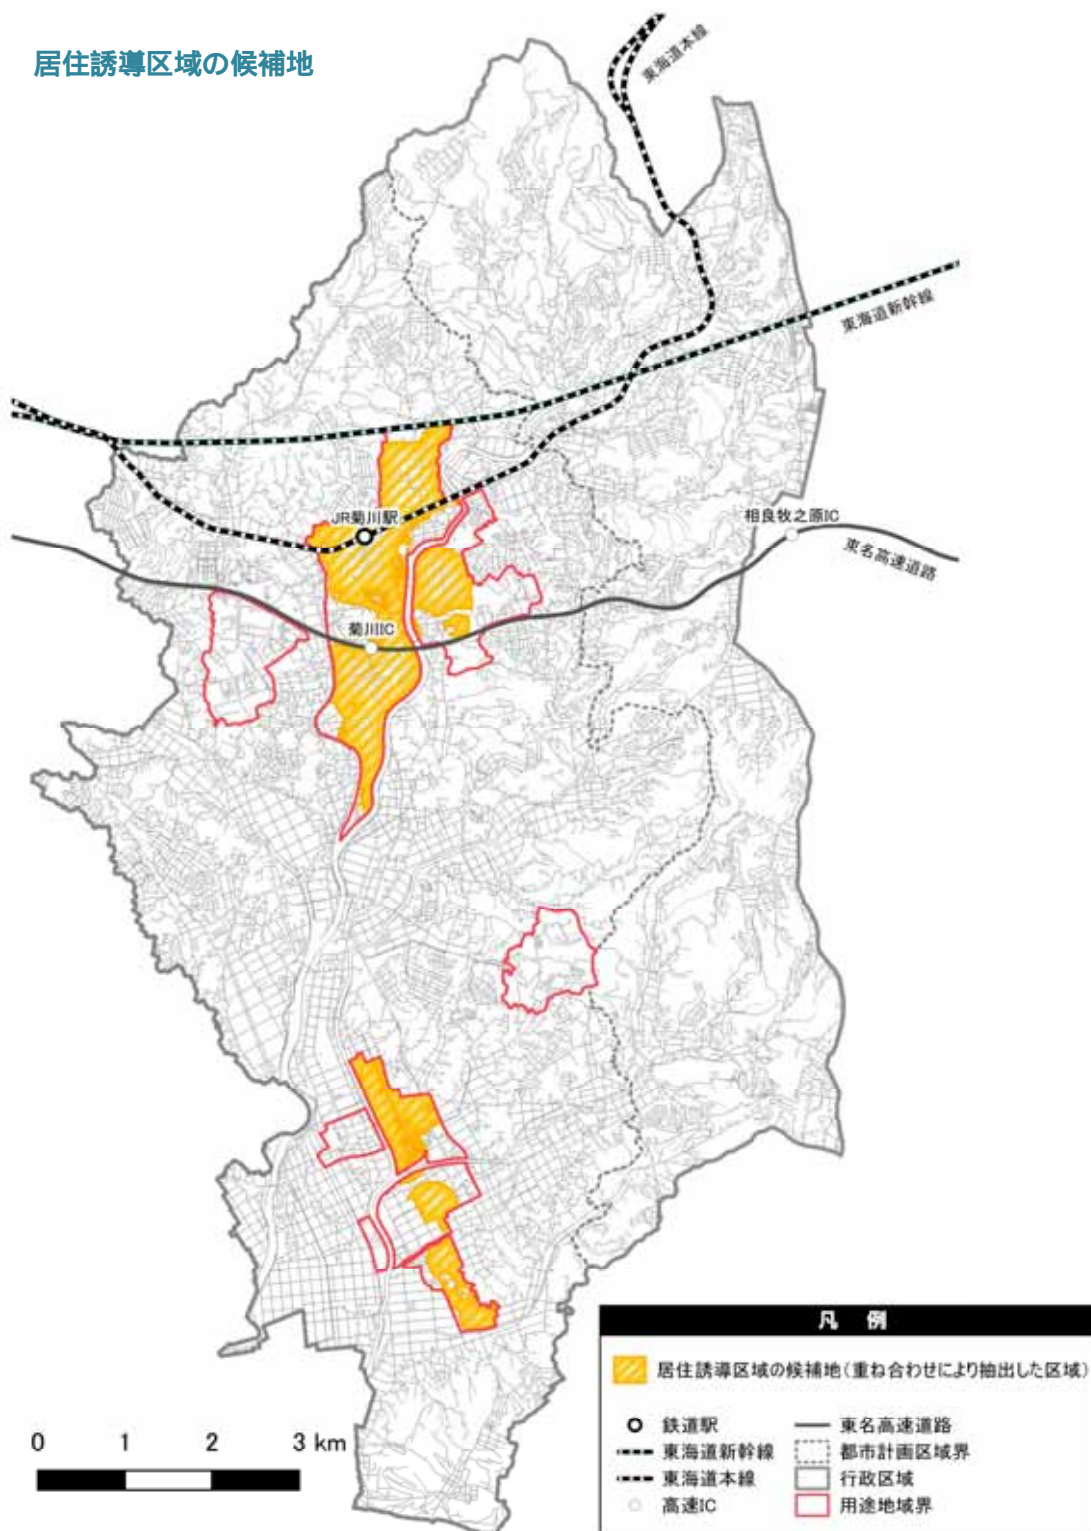 居住誘導区域の候補地
東海道本線
東海道新幹線
JR菊川駅
相良牧之原IC
東名高速道路
菊川IC
凡 例
居住誘導区域の候補地(重ね合わせにより抽出した区域)
鉄道駅
東名高速道路
東海道新幹線
都市計画区域界
東海道本線
行政区域
高速IC
用途地域界
0 1 2 3 km